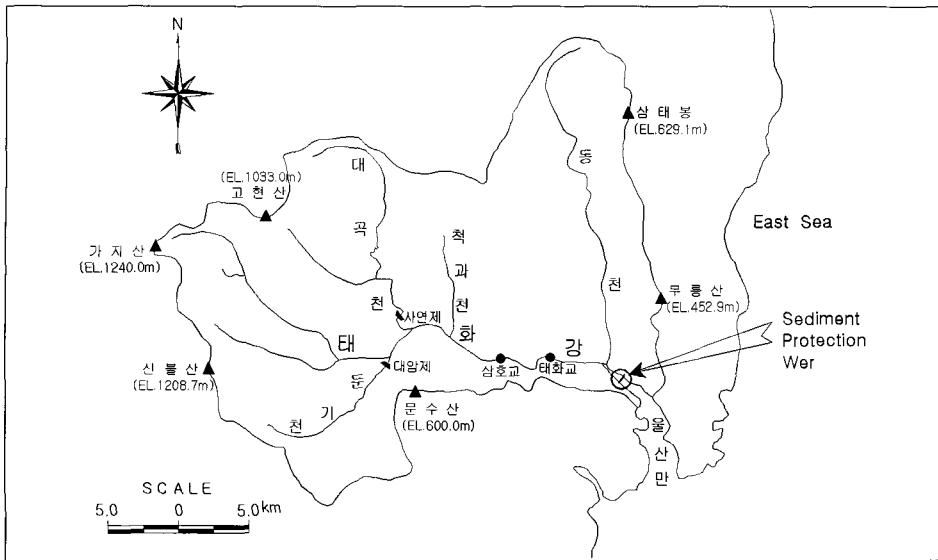 N
삼 태 봉
(EL.629.1m)
(EL.1033.0m)
고 현 산
대곡천
동천
East Sea
가 지 산
(EL.1240.0m)
척과천
무 룡 산
(EL.452.9m)
사연제
Sediment
Protection
Wer
태화강
삼호교
태화교
신 불 산
(EL.1208.7m)
대암제
둔기천
문 수 산
(EL.600.0m)
울산만
SCALE
5.0 0 5.0 km